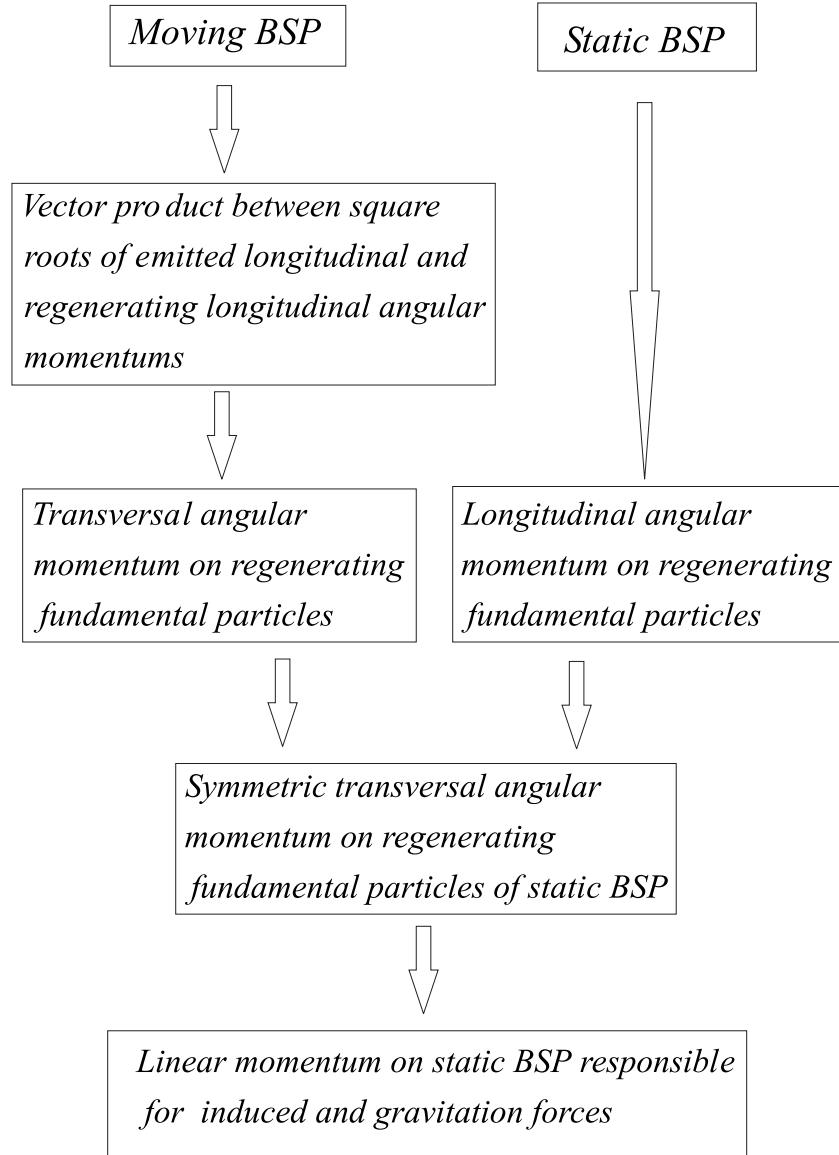 Moving BSP
Static BSP
Vector product between square
roots of emitted longitudinal and
regenerating longitudinal angular
momentums
Transversal angular
momentum on regenerating
fundamental particles
Longitudinal angular
momentum on regenerating
fundamental particles
Symmetric transversal angular
momentum on regenerating
fundamental particles of static BSP
Linear momentum on static BSP responsible
for induced and gravitation forces